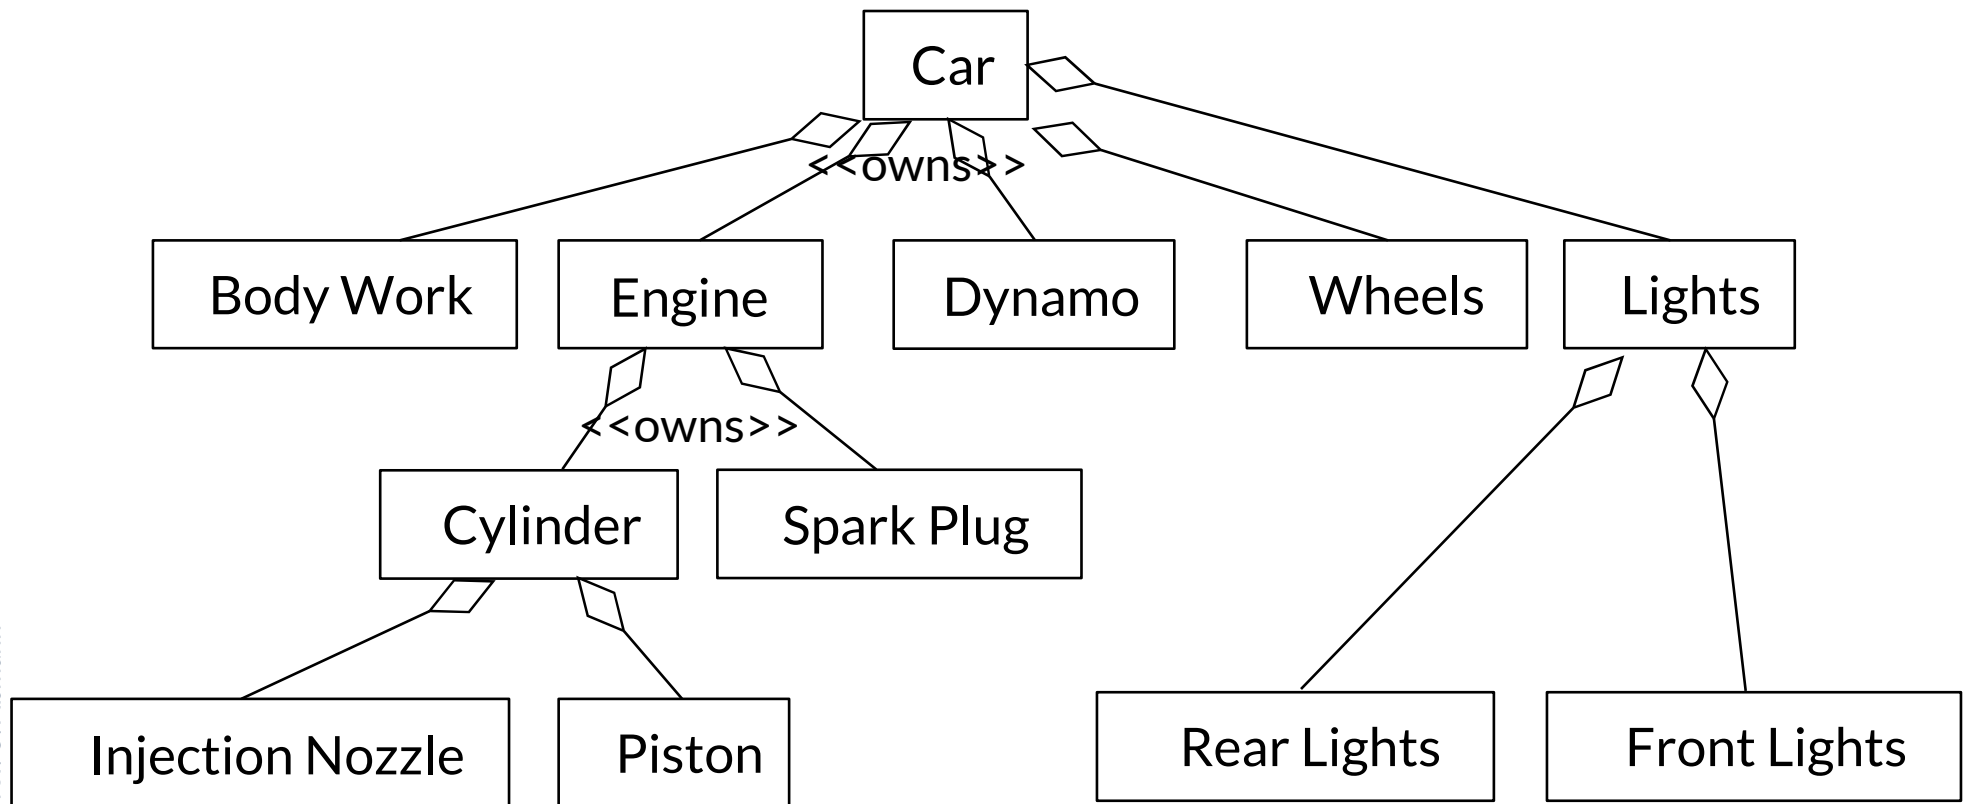 Car
<<owns>>
Body Work
Engine
Dynamo
Wheels
Lights
<<owns>>
Cylinder
Spark Plug
Injection Nozzle
Piston
Rear Lights
Front Lights